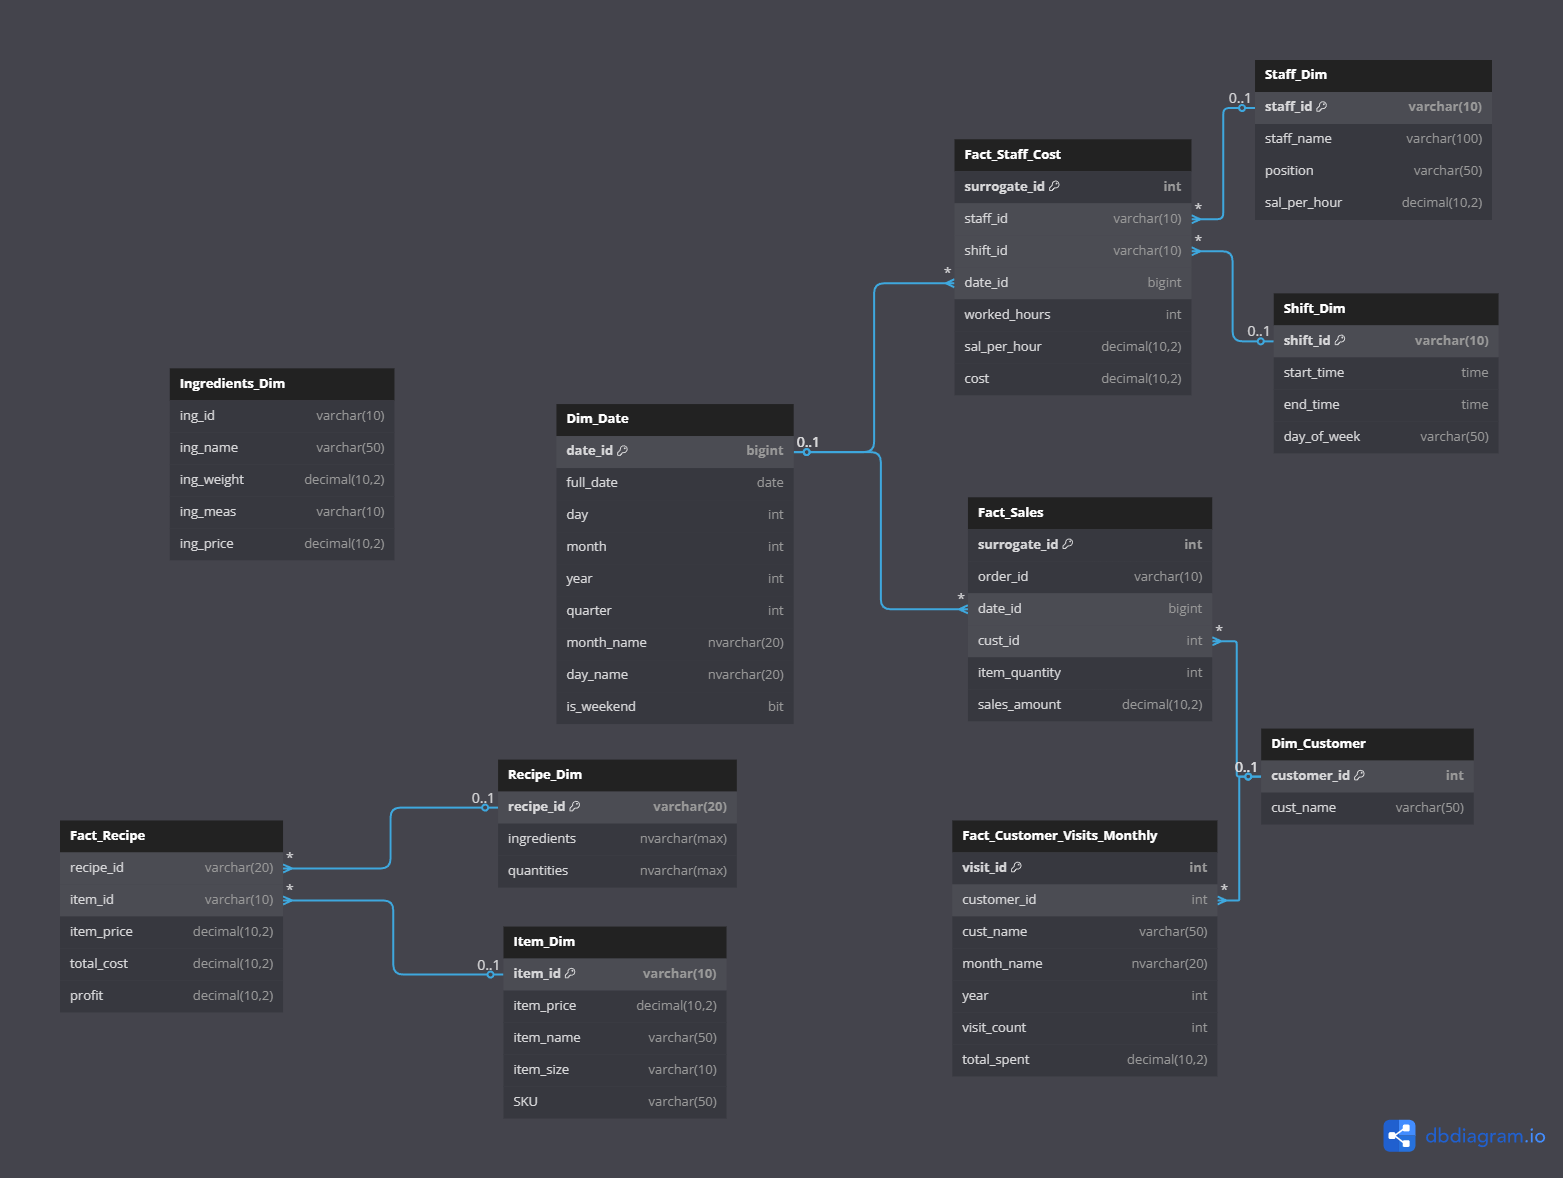 Staff_Dim
0..1
staff_id varchar(10)
staff_name varchar(100)
position varchar(50)
sal_per_hour decimal(10,2)
Fact_Staff_Cost
surrogate_id int
*
staff_id varchar(10)
*
shift_id varchar(10)
*
date_id bigint
worked_hours int
sal_per_hour decimal(10,2)
cost decimal(10,2)
Shift_Dim
0..1
shift_id varchar(10)
start_time time
end_time time
day_of_week varchar(50)
Ingredients_Dim
ing_id varchar(10)
ing_name varchar(50)
ing_weight decimal(10,2)
ing_meas varchar(10)
ing_price decimal(10,2)
Dim_Date
0..1
date_id bigint
full_date date
day int
month int
year int
quarter int
month_name nvarchar(20)
day_name nvarchar(20)
is_weekend bit
Fact_Sales
surrogate_id int
order_id varchar(10)
*
date_id bigint
*
cust_id int
item_quantity int
sales_amount decimal(10,2)
Dim_Customer
0..1
customer_id int
cust_name varchar(50)
Recipe_Dim
0..1
recipe_id varchar(20)
ingredients nvarchar(max)
quantities nvarchar(max)
Fact_Recipe
*
recipe_id varchar(20)
*
item_id varchar(10)
item_price decimal(10,2)
total_cost decimal(10,2)
profit decimal(10,2)
Item_Dim
0..1
item_id varchar(10)
item_price decimal(10,2)
item_name varchar(50)
item_size varchar(10)
SKU varchar(50)
Fact_Customer_Visits_Monthly
visit_id int
*
customer_id int
cust_name varchar(50)
month_name nvarchar(20)
year int
visit_count int
total_spent decimal(10,2)
dbdiagram.io